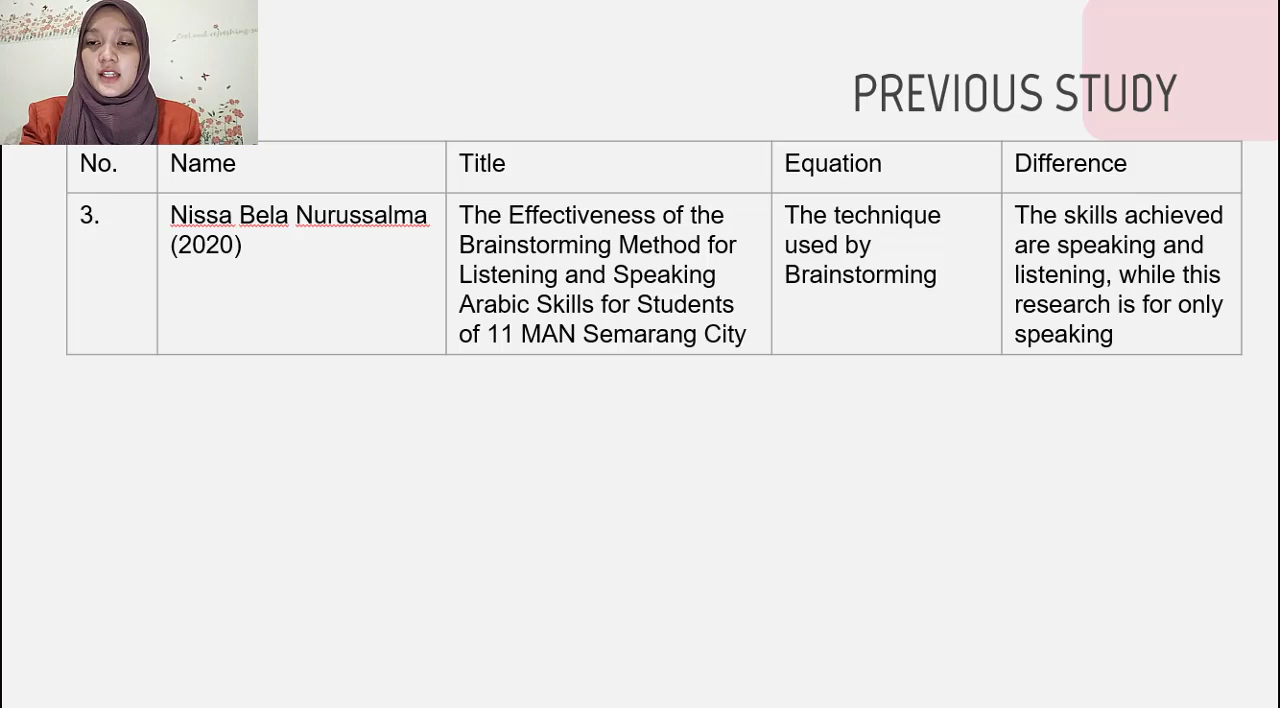 PREVIOUS STUDY
No.
Name
Title
Equation
Difference
3.
Nissa Bela Nurussalma
(2020)
The Effectiveness of the
Brainstorming Method for
Listening and Speaking
Arabic Skills for Students
of 11 MAN Semarang City
The technique
used by
Brainstorming
The skills achieved
are speaking and
listening, while this
research is for only
speaking